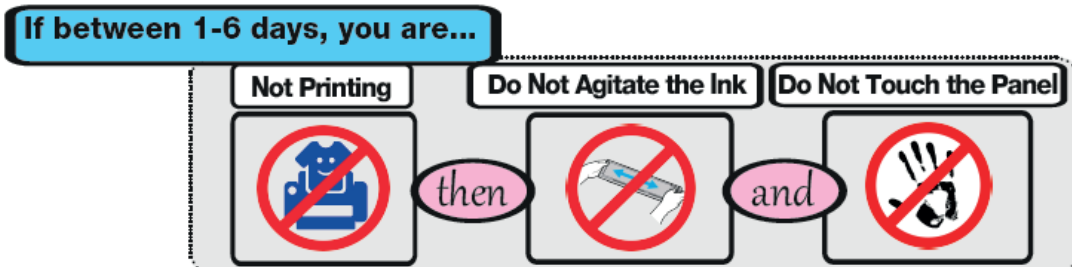 If between 1-6 days, you are...
Not Printing
Do Not Agitate the Ink
Do Not Touch the Panel
then
and